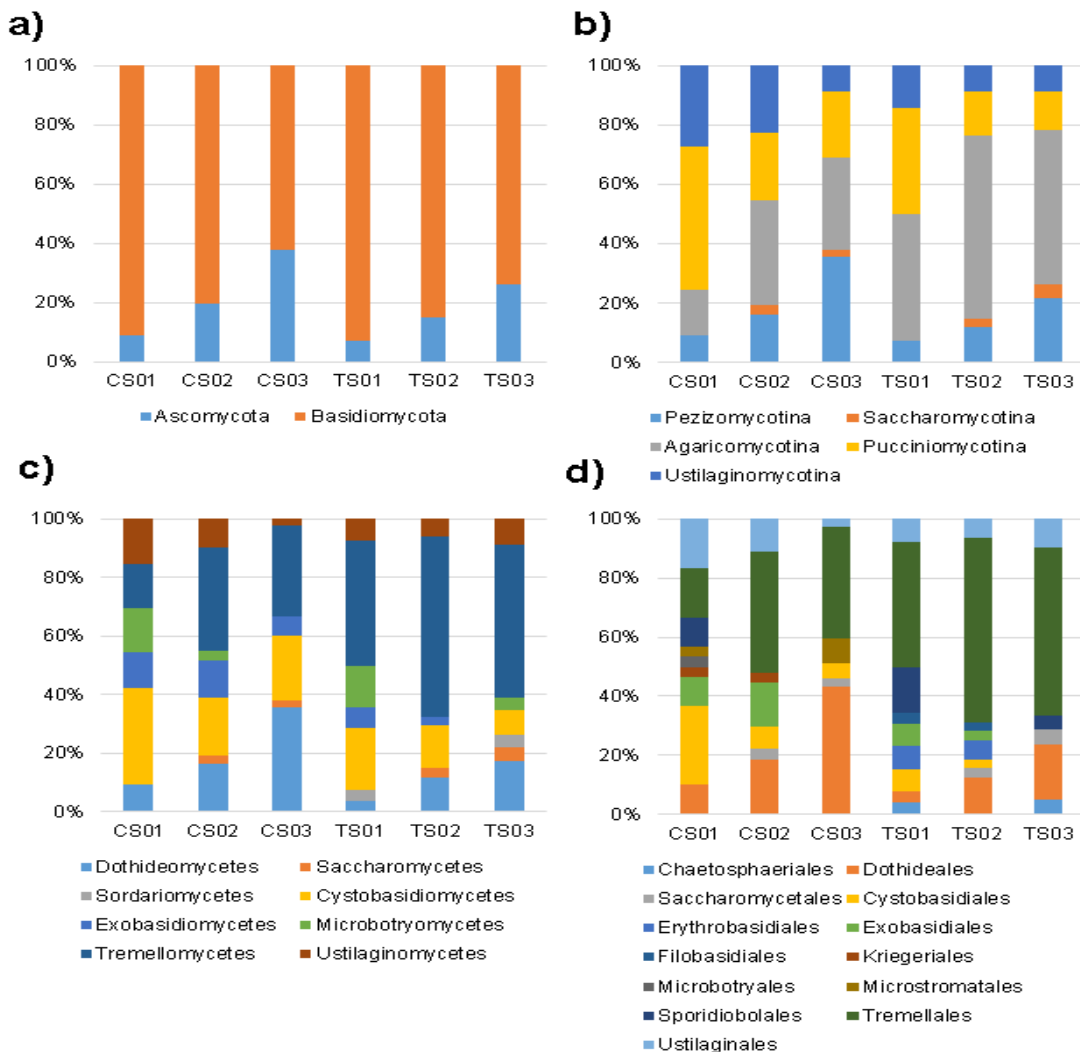 a)
100%
80%
60%
40%
20%
0%
CS01 CS02 CS03 TS01 TS02 TS03
Ascomycota Basidiomycota
b)
100%
80%
60%
40%
20%
0%
CS01 CS02 CS03 TS01 TS02 TS03
Pezizomycotina Saccharomycotina
Agaricomycotina Pucciniomycotina
Ustilaginomycotina
c)
100%
80%
60%
40%
20%
0%
CS01 CS02 CS03 TS01 TS02 TS03
Dothideomycetes Saccharomycetes
Sordariomycetes Cystobasidiomycetes
Exobasidiomycetes Microbotryomycetes
Tremellomycetes Ustilaginomycetes
d)
100%
80%
60%
40%
20%
0%
CS01 CS02 CS03 TS01 TS02 TS03
Chaetosphaeriales Dothideales
Saccharomycetales Cystobasidiales
Erythrobasidiales Exobasidiales
Filobasidiales Kriegeriales
Microbotryales Microstromatales
Sporidiobolales Tremellales
Ustilaginales